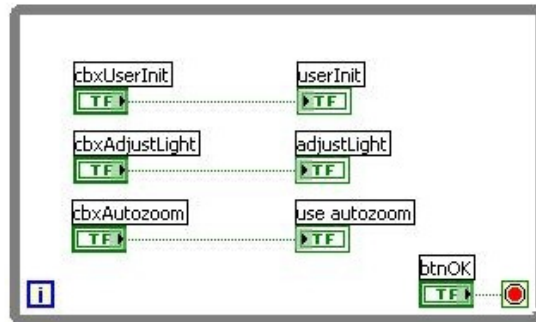 cbxUserInit userInit
TF TF
cbxAdjustLight adjustLight
TF TF
cbxAutozoom use autozoom
TF TF
btnOK
TF
i